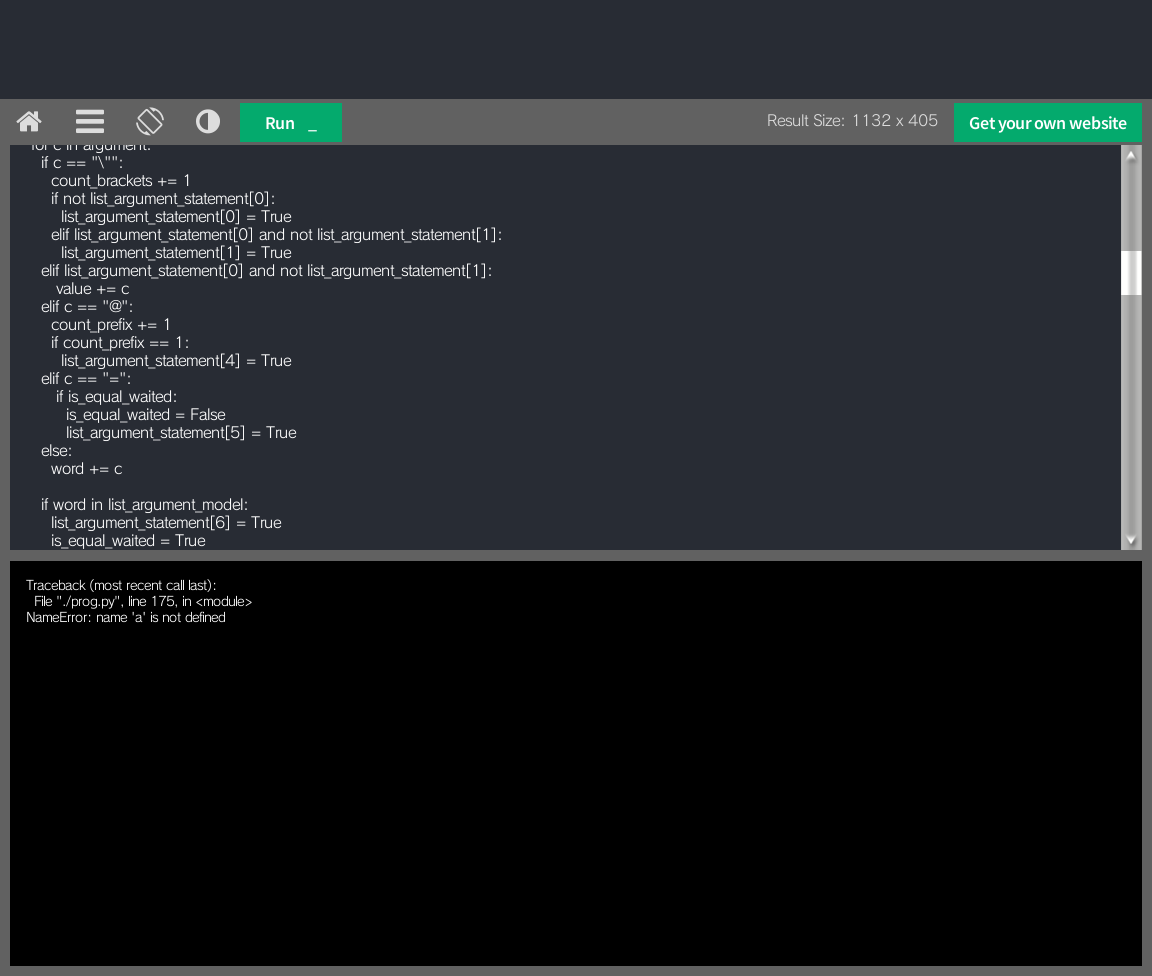 Run _
Result Size: 1132 x 405
Get your own website
for c in argument:
if c == "\"":
count_brackets += 1
if not list_argument_statement[0]:
list_argument_statement[0] = True
elif list_argument_statement[0] and not list_argument_statement[1]:
list_argument_statement[1] = True
elif list_argument_statement[0] and not list_argument_statement[1]:
value += c
elif c == "@":
count_prefix += 1
if count_prefix == 1:
list_argument_statement[4] = True
elif c == "=":
if is_equal_waited:
is_equal_waited = False
list_argument_statement[5] = True
else:
word += c
if word in list_argument_model:
list_argument_statement[6] = True
is_equal_waited = True
Traceback (most recent call last):
File "./prog.py", line 175, in <module>
NameError: name 'a' is not defined